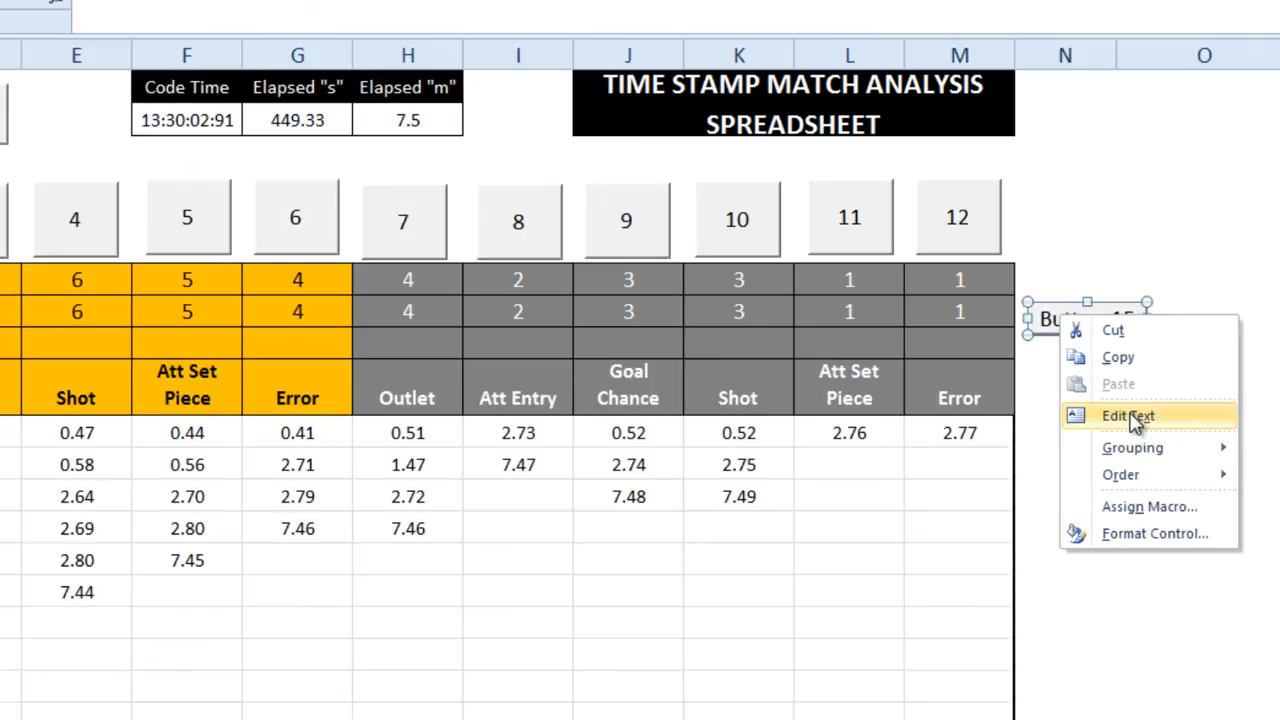 E F G H I J K L M N O
Code Time Elapsed "s" Elapsed "m"
13:30:02:91 449.33 7.5
TIME STAMP MATCH ANALYSIS
SPREADSHEET
4 5 6 7 8 9 10 11 12
6 5 4 4 2 3 3 1 1
6 5 4 4 2 3 3 1 1
Shot
Att Set
Piece
Error
Outlet
Att Entry
Goal
Chance
Shot
Att Set
Piece
Error
0.47 0.44 0.41 0.51 2.73 0.52 0.52 2.76 2.77
0.58 0.56 2.71 1.47 7.47 2.74 2.75
2.64 2.70 2.79 2.72 7.48 7.49
2.69 2.80 7.46 7.46
2.80 7.45
7.44
Cut
Copy
Paste
Edit Text
Grouping
Order
Assign Macro...
Format Control...